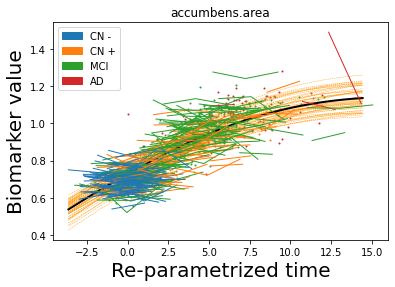 accumbens.area
CN -
CN +
MCI
AD
Biomarker value
1.4
1.2
1.0
0.8
0.6
0.4
−2.5 0.0 2.5 5.0 7.5 10.0 12.5 15.0
Re-parametrized time